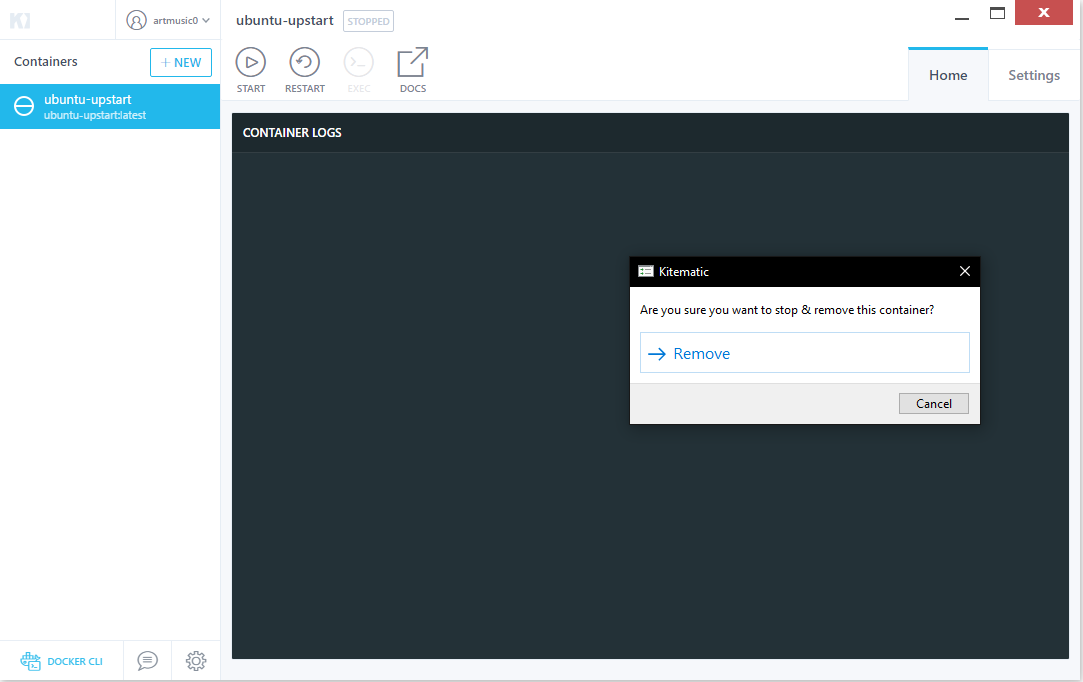 artmusic0
ubuntu-upstart STOPPED
Containers
+ NEW
START
RESTART
EXEC
DOCS
Home
Settings
ubuntu-upstart
ubuntu-upstart:latest
CONTAINER LOGS
Kitematic
Are you sure you want to stop & remove this container?
Remove
Cancel
DOCKER CLI